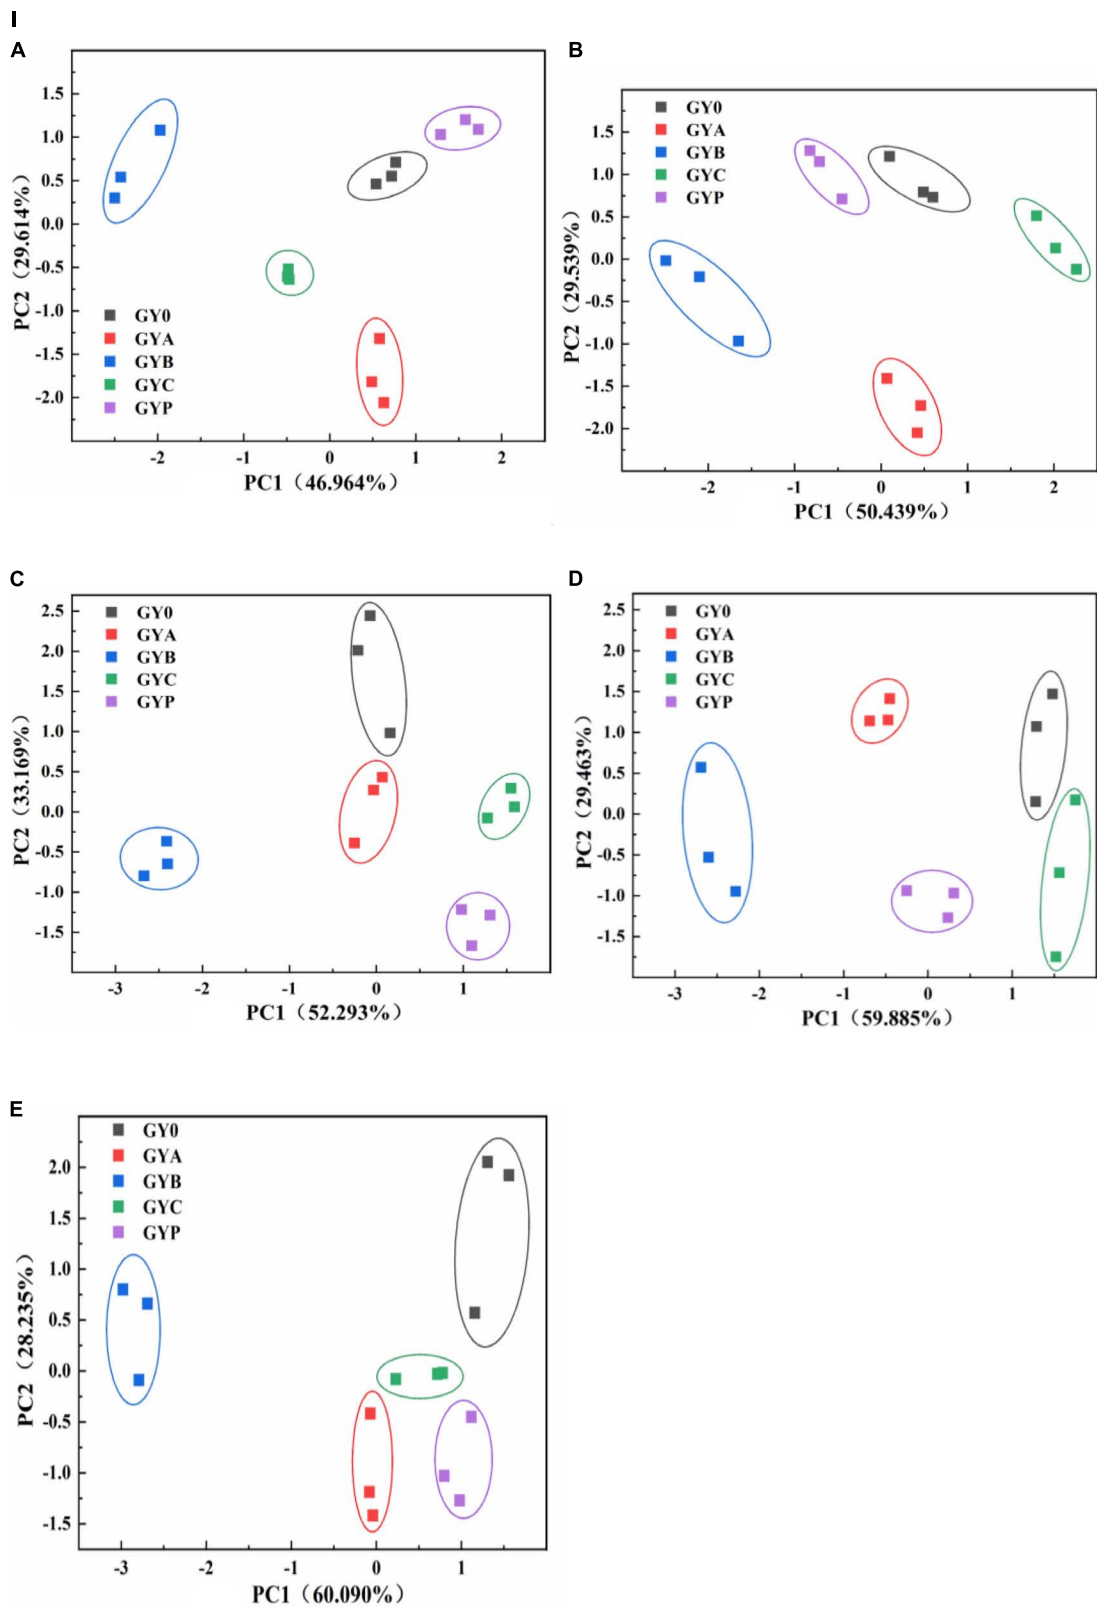 I
A
B
1.5
1.0
0.5
0.0
-0.5
-1.0
-1.5
-2.0
PC2（29.614%）
GY0
GYA
GYB
GYC
GYP
-2
-1
0
1
2
PC1（46.964%）
1.5
1.0
0.5
0.0
-0.5
-1.0
-1.5
-2.0
PC2（29.539%）
GY0
GYA
GYB
GYC
GYP
-2
-1
0
1
2
PC1（50.439%）
C
D
2.5
2.0
1.5
1.0
0.5
0.0
-0.5
-1.0
-1.5
PC2（33.169%）
GY0
GYA
GYB
GYC
GYP
-3
-2
-1
0
1
PC1（52.293%）
2.5
2.0
1.5
1.0
0.5
0.0
-0.5
-1.0
-1.5
PC2（29.463%）
GY0
GYA
GYB
GYC
GYP
-3
-2
-1
0
1
PC1（59.885%）
E
2.0
1.5
1.0
0.5
0.0
-0.5
-1.0
-1.5
PC2（28.235%）
GY0
GYA
GYB
GYC
GYP
-3
-2
-1
0
1
PC1（60.090%）